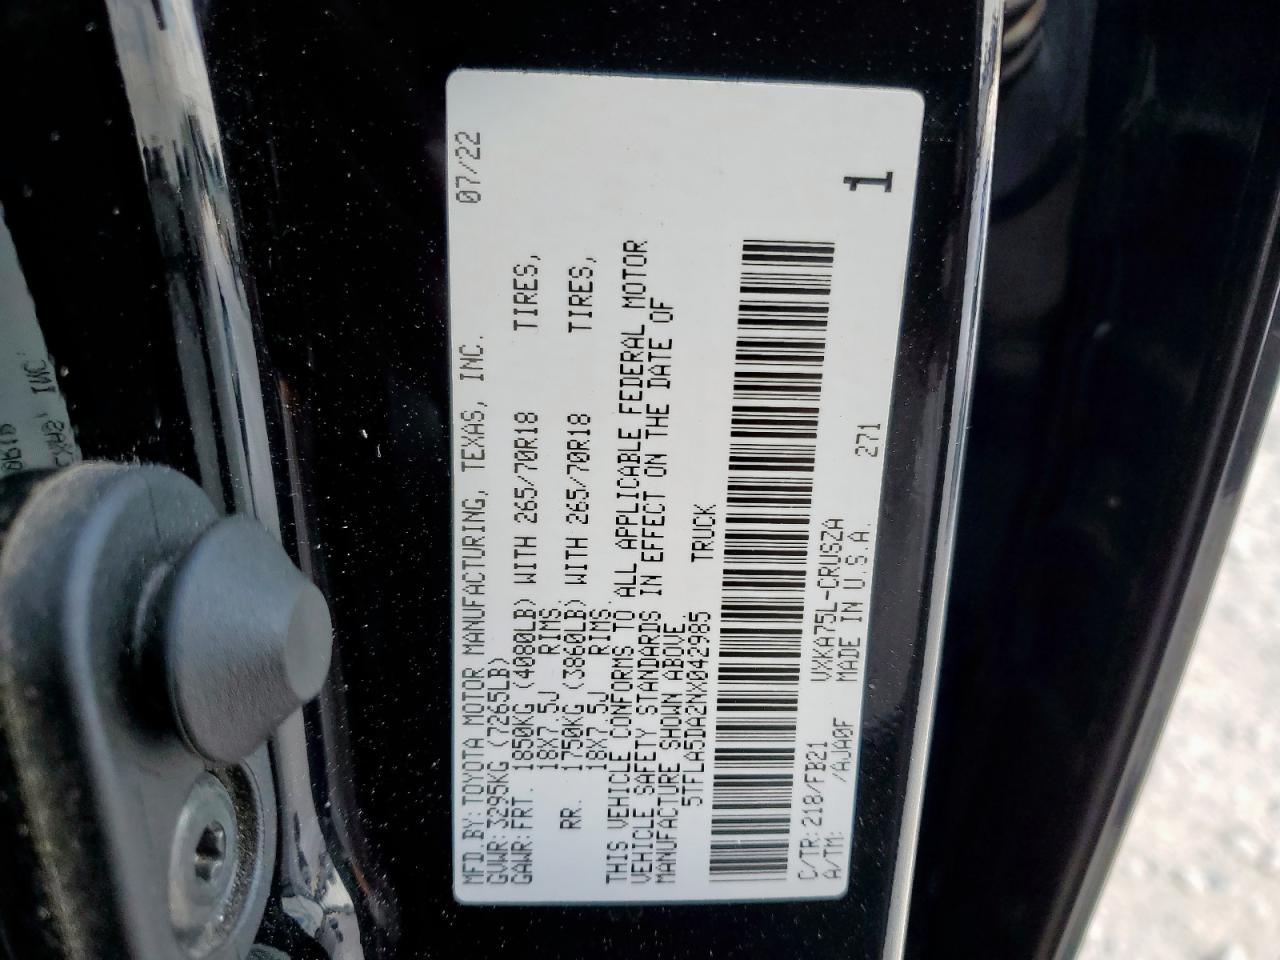 MFD.BY: TOYOTA MOTOR MANUFACTURING, TEXAS, INC. 07/22
GVWR: 3295KG (7265LB)
GAWR: FRT. 1850KG (4080LB) WITH 265/70R18 TIRES,
18X7.5J RIMS,
RR. 1750KG (3860LB) WITH 265/70R18 TIRES,
18X7.5J RIMS.
THIS VEHICLE CONFORMS TO ALL APPLICABLE FEDERAL MOTOR
VEHICLE SAFETY STANDARDS IN EFFECT ON THE DATE OF
MANUFACTURE SHOWN ABOVE.
5TFLA5DA2NX042985 TRUCK
C/TR: 218/FB21 VXKA75L-CRUSZA
A/TM: /AJA0F MADE IN U.S.A. 271
1
INC.